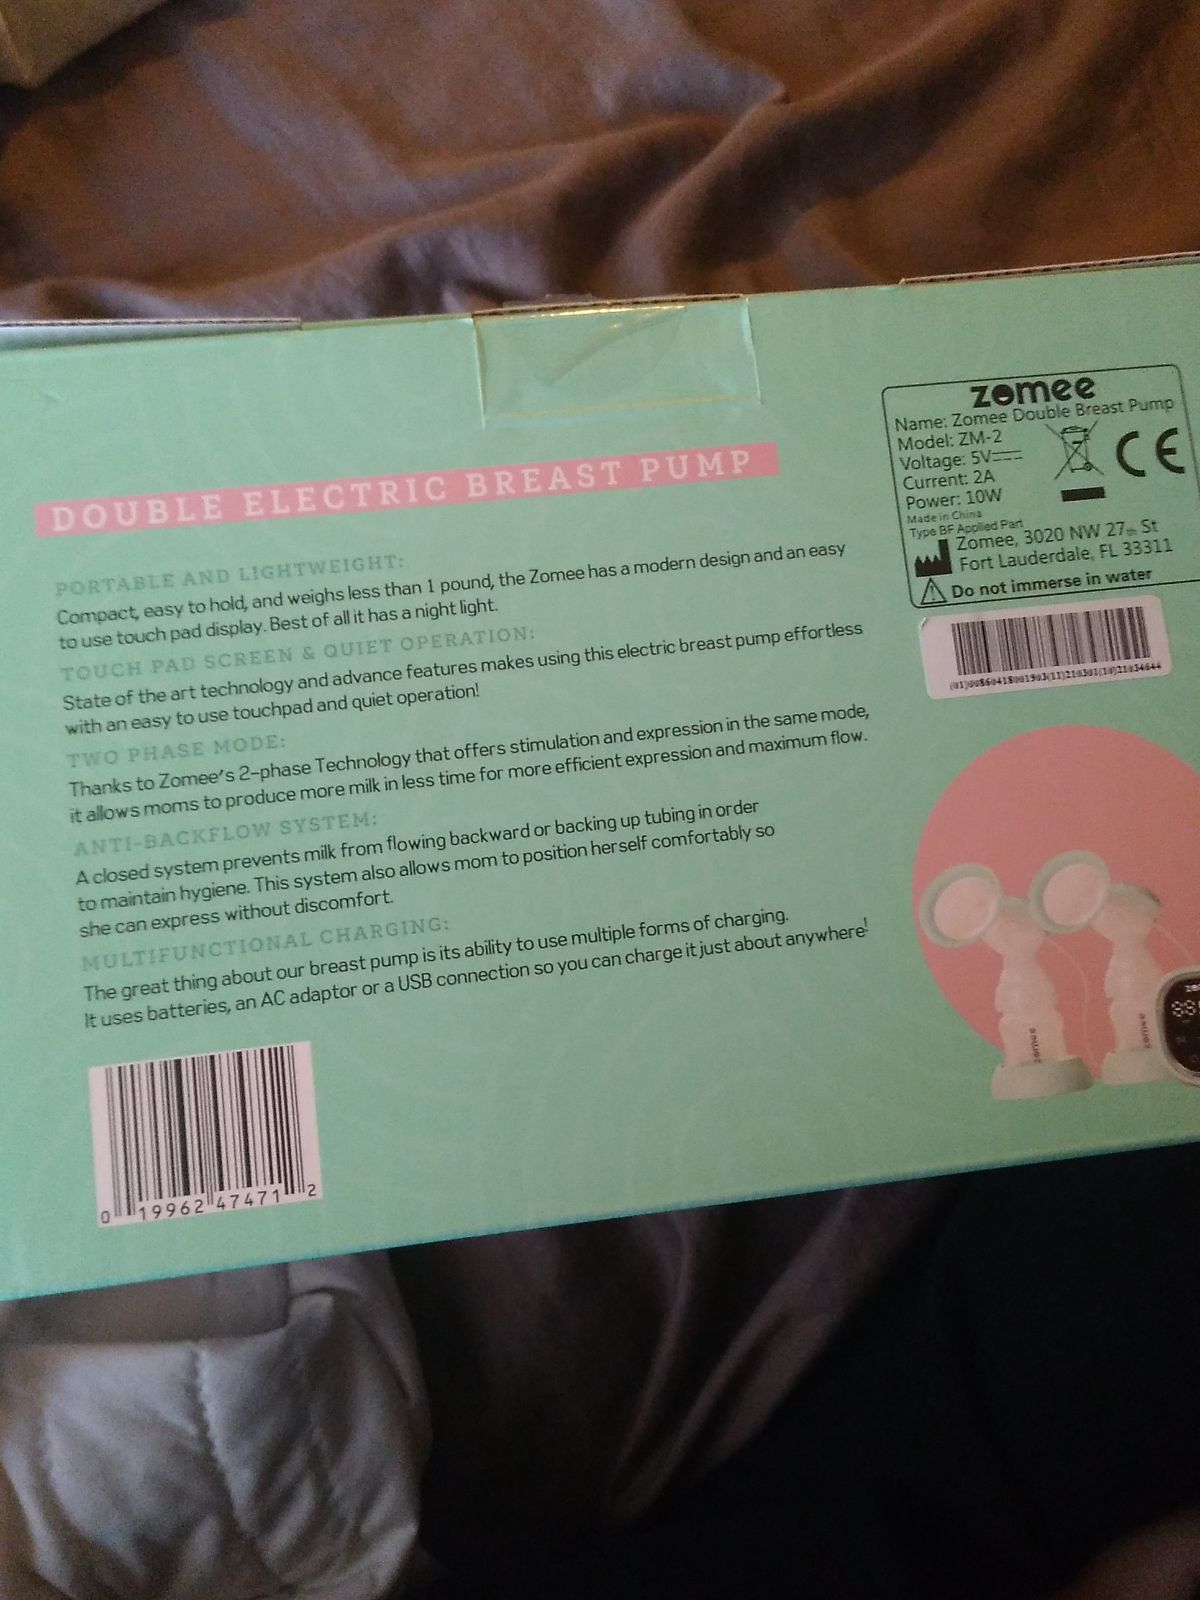 DOUBLE ELECTRIC BREAST PUMP
PORTABLE AND LIGHTWEIGHT:
Compact, easy to hold, and weighs less than 1 pound, the Zomee has a modern design and an easy
to use touch pad display. Best of all it has a night light.
TOUCH PAD SCREEN & QUIET OPERATION:
State of the art technology and advance features makes using this electric breast pump effortless
with an easy to use touchpad and quiet operation!
TWO PHASE MODE:
Thanks to Zomee's 2-phase Technology that offers stimulation and expression in the same mode,
it allows moms to produce more milk in less time for more efficient expression and maximum flow.
ANTI-BACKFLOW SYSTEM:
A closed system prevents milk from flowing backward or backing up tubing in order
to maintain hygiene. This system also allows mom to position herself comfortably so
she can express without discomfort.
MULTIFUNCTIONAL CHARGING:
The great thing about our breast pump is its ability to use multiple forms of charging.
It uses batteries, an AC adaptor or a USB connection so you can charge it just about anywhere!
0 19962 47471 2
zomee
Name: Zomee Double Breast Pump
Model: ZM-2
Voltage: 5V
Current: 2A
Power: 10W
CE
Made in China
Type BF Applied Part
Zomee, 3020 NW 27th St
Fort Lauderdale, FL 33311
Do not immerse in water
(01)00860418001903(11)210301(10)21034644
zomee
zomee